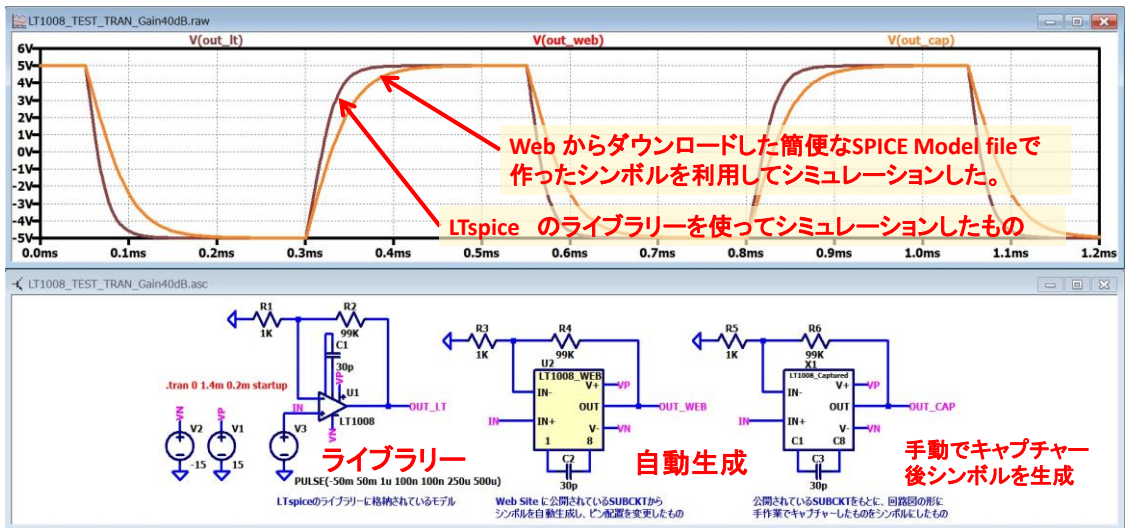 LT1008_TEST_TRAN_Gain40dB.raw
V(out_lt) V(out_web) V(out_cap)
6V
5V
4V
3V
2V
1V
0V
-1V
-2V
-3V
-4V
-5V
0.0ms 0.1ms 0.2ms 0.3ms 0.4ms 0.5ms 0.6ms 0.7ms 0.8ms 0.9ms 1.0ms 1.1ms 1.2ms
Web からダウンロードした簡便なSPICE Model fileで
作ったシンボルを利用してシミュレーションした。
LTspice のライブラリーを使ってシミュレーションしたもの
LT1008_TEST_TRAN_Gain40dB.asc
.tran 0 1.4m 0.2m startup
VN
V2
-15
VP
V1
15
V3
PULSE(-50m 50m 1u 100n 100n 250u 500u)
R1
1K
R2
99K
C1
30p
VP
U1
IN
LT1008
VN
OUT_LT
ライブラリー
LTspiceのライブラリに格納されているモデル
R3
1K
R4
99K
U2
LT1008_WEB
V+
VP
IN-
OUT
OUT_WEB
IN
IN+
V-
VN
1 8
C2
30p
自動生成
Web Site に公開されているSUBCKTから
シンボルを自動生成し、ピン配置を変更したもの
R5
1K
R6
99K
X1
LT1008_Captured
V+
VP
IN-
OUT
OUT_CAP
IN
IN+
V-
VN
C1 C8
C3
30p
手動でキャプチャー
後シンボルを生成
公開されているSUBCKTをもとに、回路図の形に
手作業でキャプチャーしたものをシンボルにしたもの